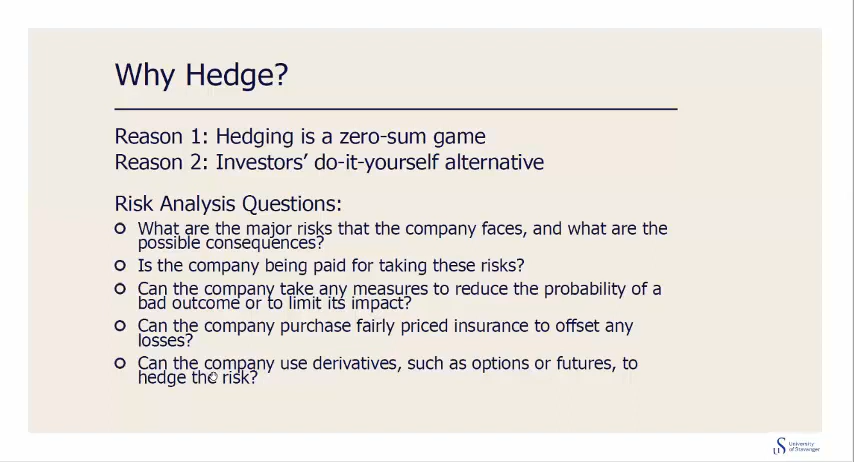 Why Hedge?
Reason 1: Hedging is a zero-sum game
Reason 2: Investors’ do-it-yourself alternative
Risk Analysis Questions:
What are the major risks that the company faces, and what are the
possible consequences?
Is the company being paid for taking these risks?
Can the company take any measures to reduce the probability of a
bad outcome or to limit its impact?
Can the company purchase fairly priced insurance to offset any
losses?
Can the company use derivatives, such as options or futures, to
hedge the risk?
University
of Stavanger